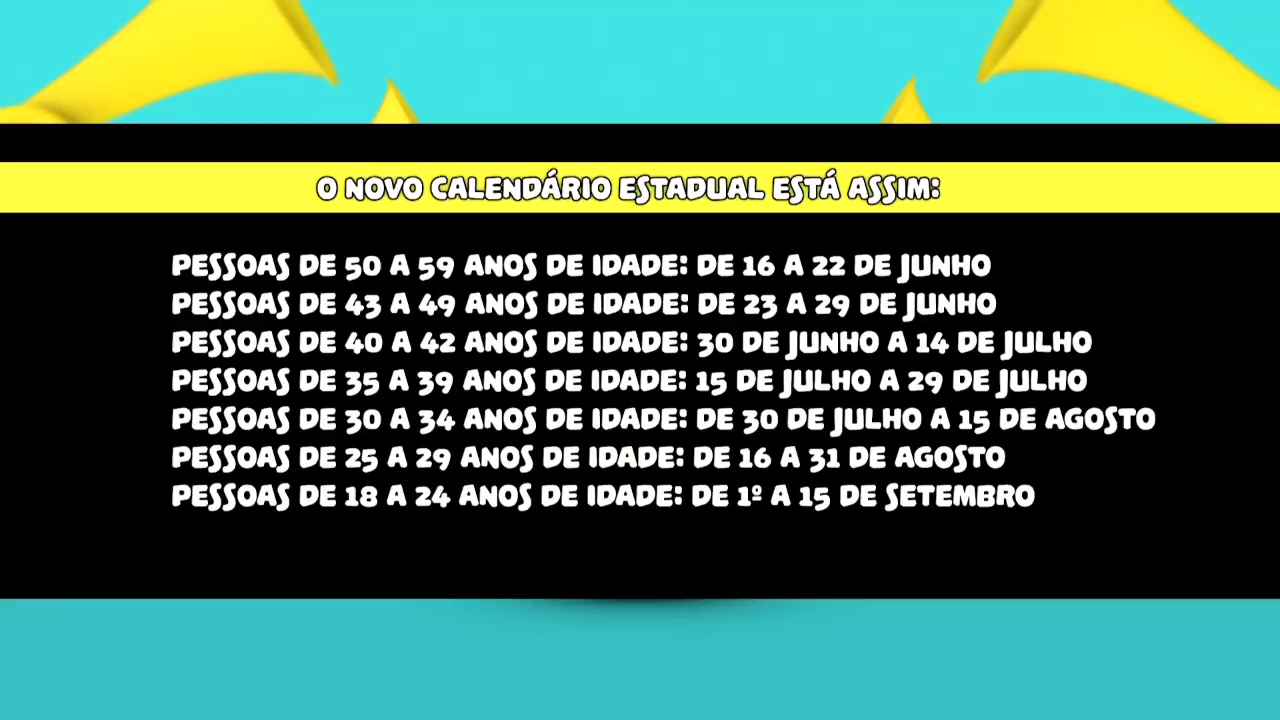 O NOVO CALENDÁRIO ESTADUAL ESTÁ ASSIM:
PESSOAS DE 50 A 59 ANOS DE IDADE: DE 16 A 22 DE JUNHO
PESSOAS DE 43 A 49 ANOS DE IDADE: DE 23 A 29 DE JUNHO
PESSOAS DE 40 A 42 ANOS DE IDADE: 30 DE JUNHO A 14 DE JULHO
PESSOAS DE 35 A 39 ANOS DE IDADE: 15 DE JULHO A 29 DE JULHO
PESSOAS DE 30 A 34 ANOS DE IDADE: DE 30 DE JULHO A 15 DE AGOSTO
PESSOAS DE 25 A 29 ANOS DE IDADE: DE 16 A 31 DE AGOSTO
PESSOAS DE 18 A 24 ANOS DE IDADE: DE 1º A 15 DE SETEMBRO